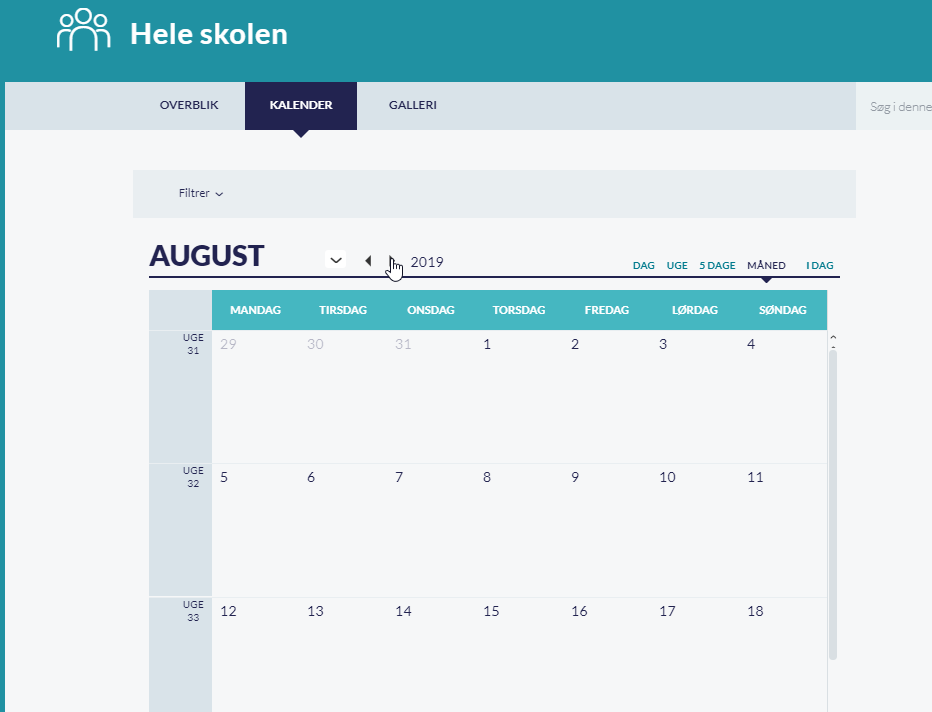 Hele skolen
OVERBLIK KALENDER GALLERI Søg i denne
Filtrer
AUGUST 2019 DAG UGE 5 DAGE MÅNED I DAG
MANDAG TIRSDAG ONSDAG TORSDAG FREDAG LØRDAG SØNDAG
UGE 31 29 30 31 1 2 3 4
UGE 32 5 6 7 8 9 10 11
UGE 33 12 13 14 15 16 17 18